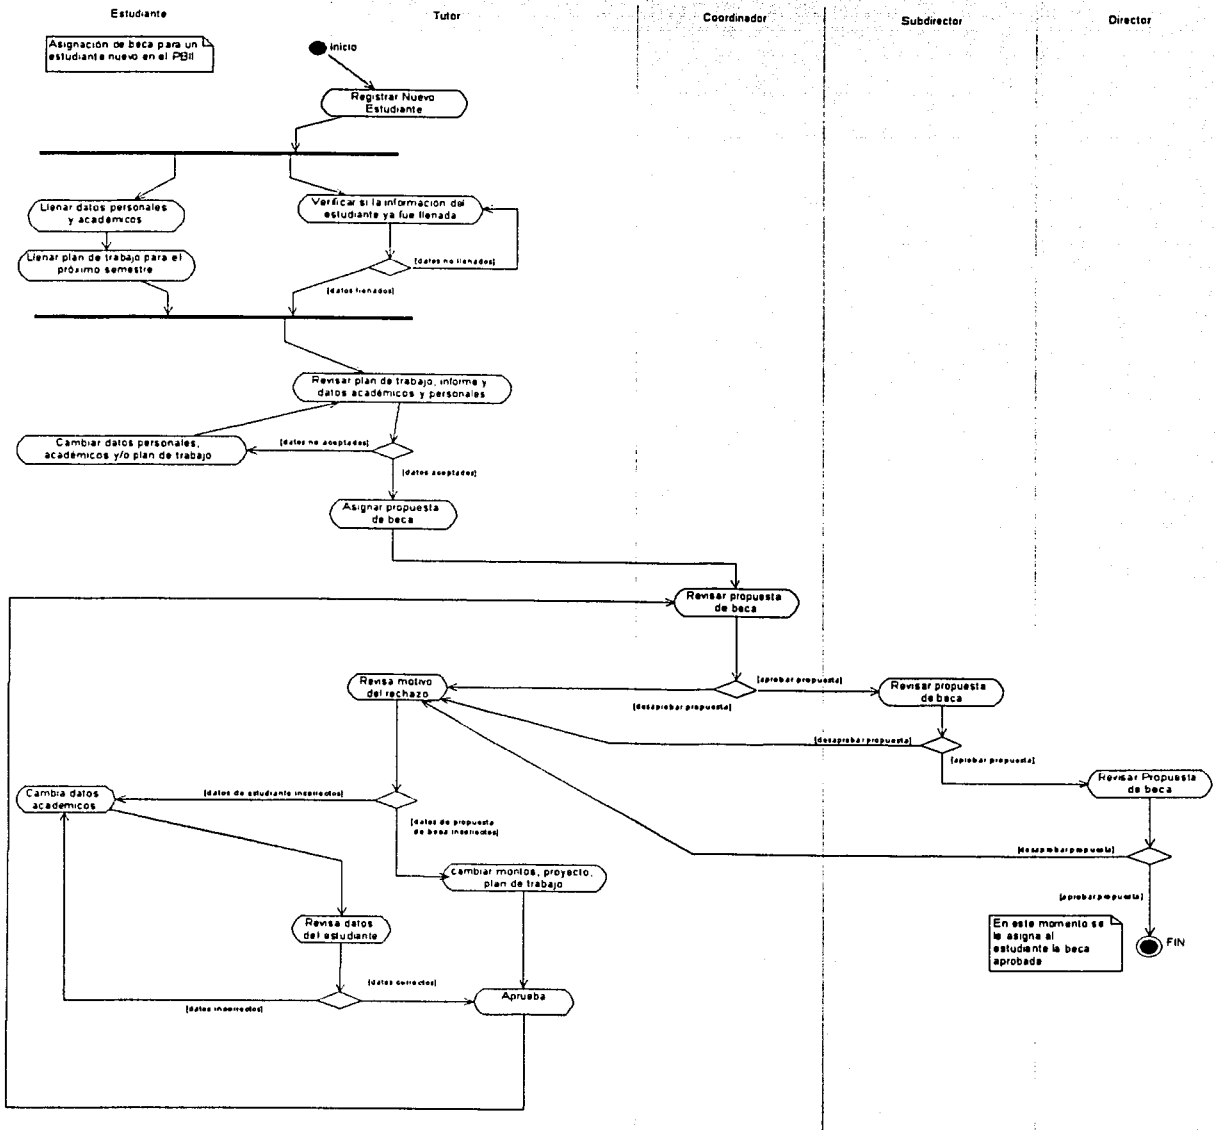 Estudiante
Tutor
Coordinador
Subdirector
Director
Asignación de beca para un
estudiante nuevo en el PBII
Inicio
Registrar Nuevo
Estudiante
Llenar datos personales
y académicos
Verificar si la información del
estudiante ya fue llenada
Llenar plan de trabajo para el
próximo semestre
[datos no llenados]
[datos llenados]
Revisar plan de trabajo, informe y
datos académicos y personales
Cambiar datos personales,
académicos y/o plan de trabajo
[datos no aceptados]
[datos aceptados]
Asignar propuesta
de beca
Revisar propuesta
de beca
Revisa motivo
del rechazo
[aprobar propuesta]
[desaprobar propuesta]
Revisar propuesta
de beca
[desaprobar propuesta]
[aprobar propuesta]
Revisar Propuesta
de beca
Cambia datos
académicos
[datos de estudiante incorrectos]
[datos de propuesta
de beca incorrectos]
[desaprobar propuesta]
cambiar montos, proyecto,
plan de trabajo
[aprobar propuesta]
Revisa datos
del estudiante
En este momento se
le asigna al
estudiante la beca
aprobada
FIN
[datos correctos]
[datos incorrectos]
Aprueba